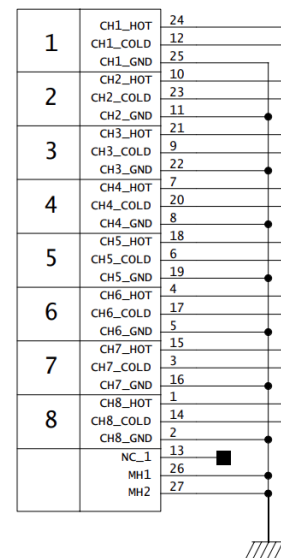 CH1_HOT 24
1 CH1_COLD 12
CH1_GND 25
CH2_HOT 10
2 CH2_COLD 23
CH2_GND 11
CH3_HOT 21
3 CH3_COLD 9
CH3_GND 22
CH4_HOT 7
4 CH4_COLD 20
CH4_GND 8
CH5_HOT 18
5 CH5_COLD 6
CH5_GND 19
CH6_HOT 4
6 CH6_COLD 17
CH6_GND 5
CH7_HOT 15
7 CH7_COLD 3
CH7_GND 16
CH8_HOT 1
8 CH8_COLD 14
CH8_GND 2
NC_1 13
MH1 26
MH2 27